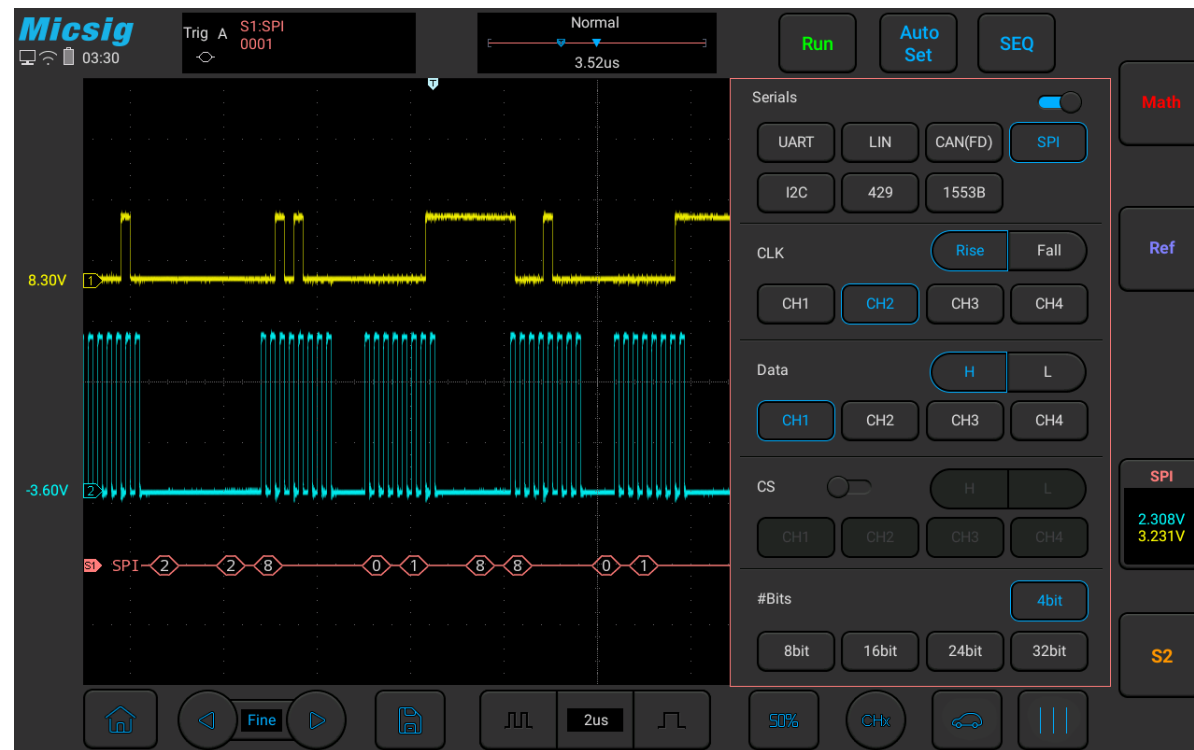 Micsig
03:30
Trig A S1:SPI
0001
Normal
3.52us
Run
Auto
Set
SEQ
T
Serials
UART LIN CAN(FD) SPI
I2C 429 1553B
CLK Rise Fall
CH1 CH2 CH3 CH4
Data H L
CH1 CH2 CH3 CH4
CS H L
CH1 CH2 CH3 CH4
#Bits 4bit
8bit 16bit 24bit 32bit
8.30V 1
-3.60V 2
S1 SPI 2 2 8 0 1 8 8 0 1
Math
Ref
SPI
2.308V
3.231V
S2
Fine
2us
50%
CHx